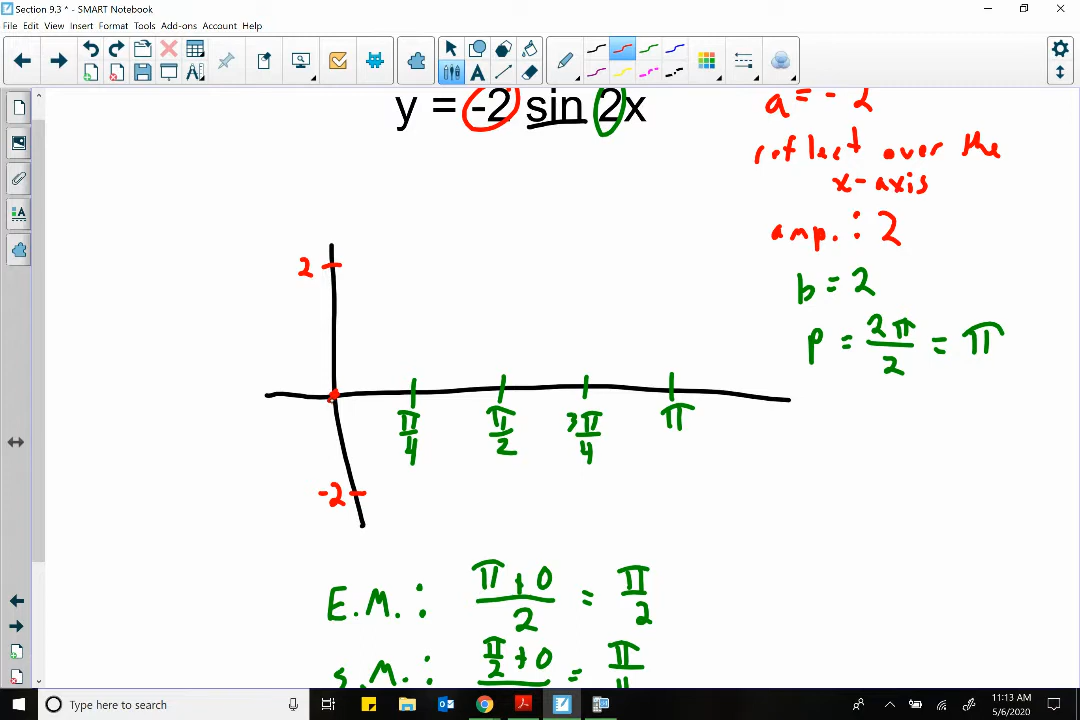 Section 9.3 * - SMART Notebook
File Edit View Insert Format Tools Add-ons Account Help
y = -2 sin 2x
a = - 2
reflect over the
x-axis
amp. : 2
b = 2
P = 2π/2 = π
2
π/4 π/2 3π/4 π
-2
E.M. : π + 0/2 = π/2
S.M. : π/2 + 0 = π/4
Type here to search
11:13 AM
5/6/2020